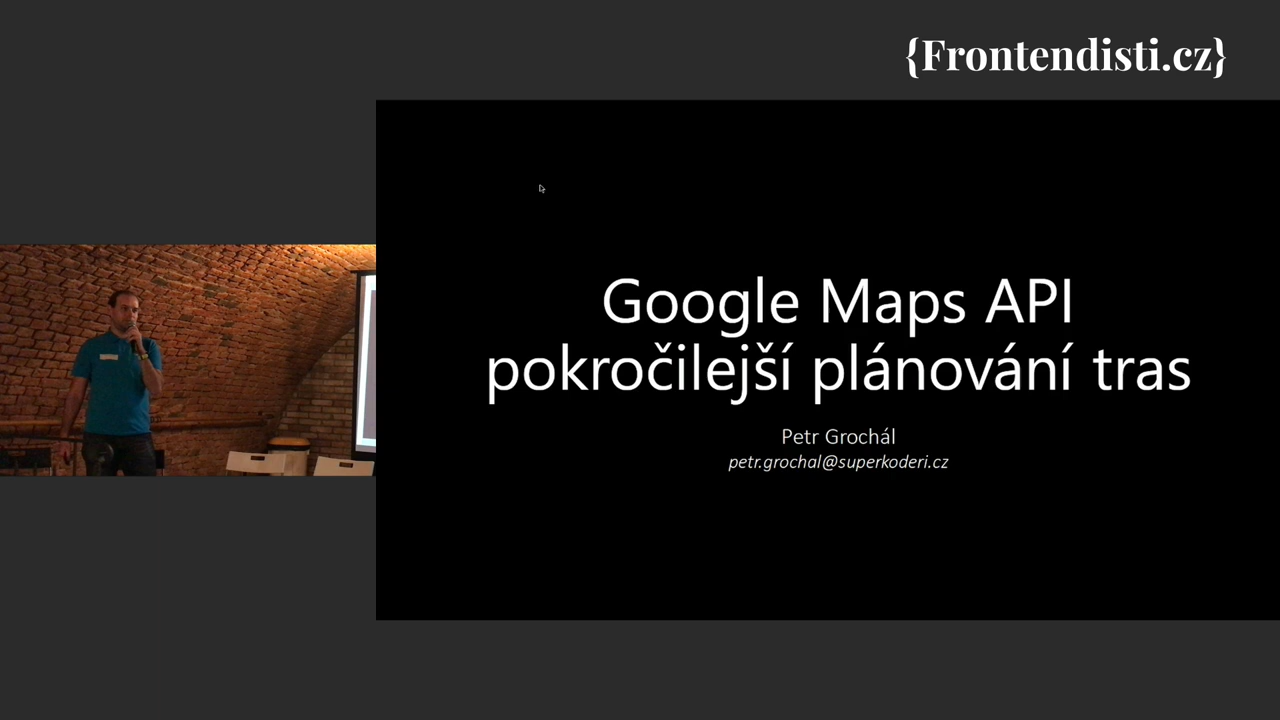 {Frontendisti.cz}
Google Maps API
pokročilejší plánování tras
Petr Grochál
petr.grochal@superkoderi.cz